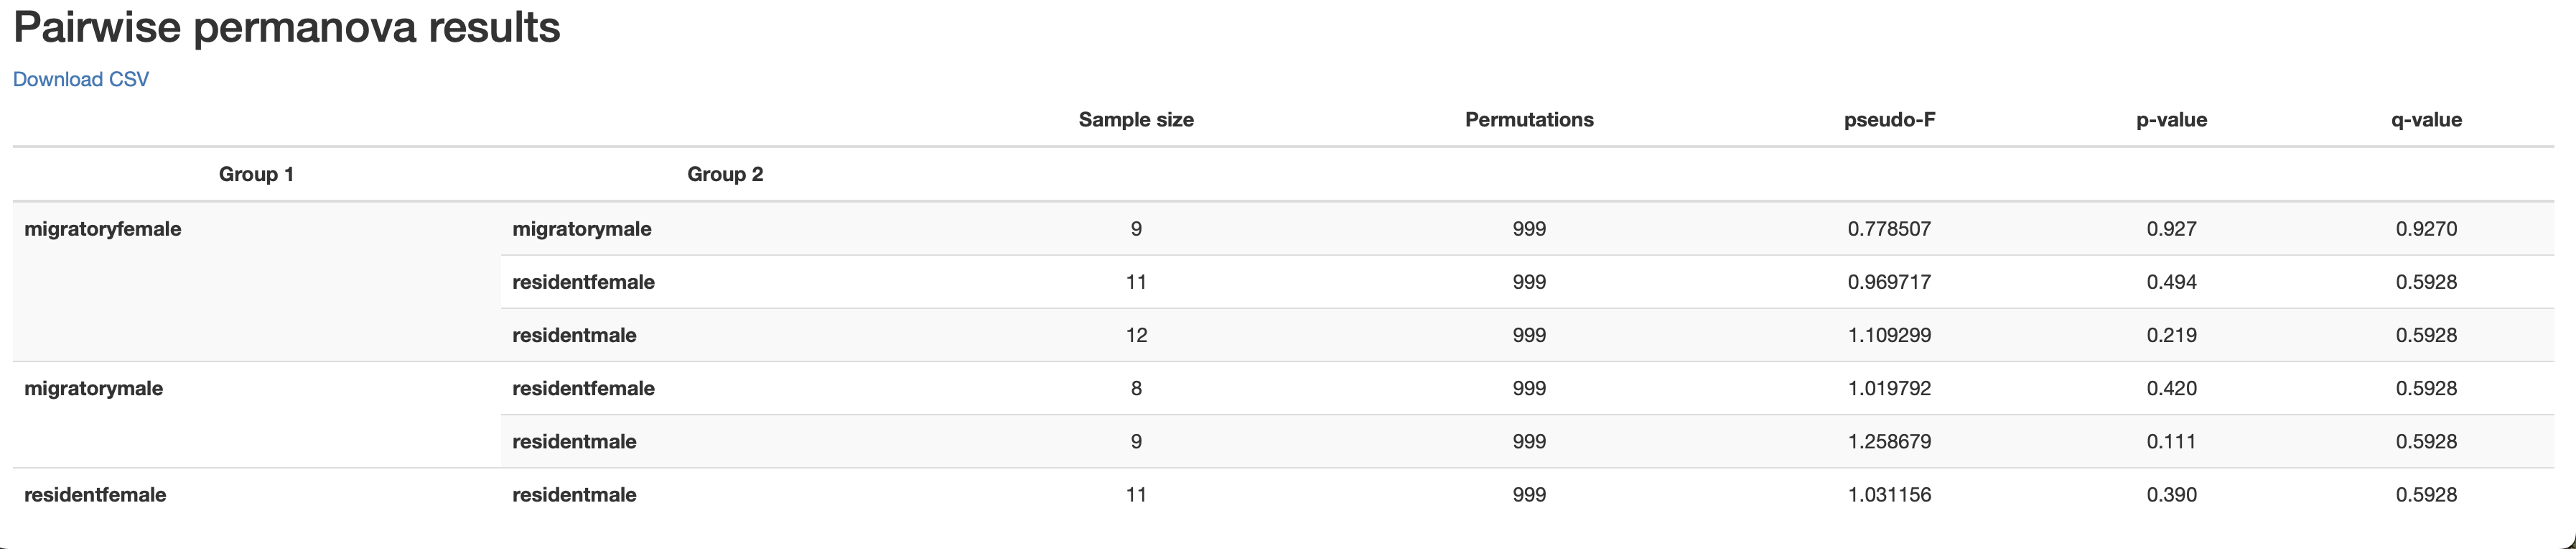 Pairwise permanova results
Download CSV
Sample size Permutations pseudo-F p-value q-value
Group 1 Group 2
migratoryfemale migratorymale 9 999 0.778507 0.927 0.9270
residentfemale 11 999 0.969717 0.494 0.5928
residentmale 12 999 1.109299 0.219 0.5928
migratorymale residentfemale 8 999 1.019792 0.420 0.5928
residentmale 9 999 1.258679 0.111 0.5928
residentfemale residentmale 11 999 1.031156 0.390 0.5928